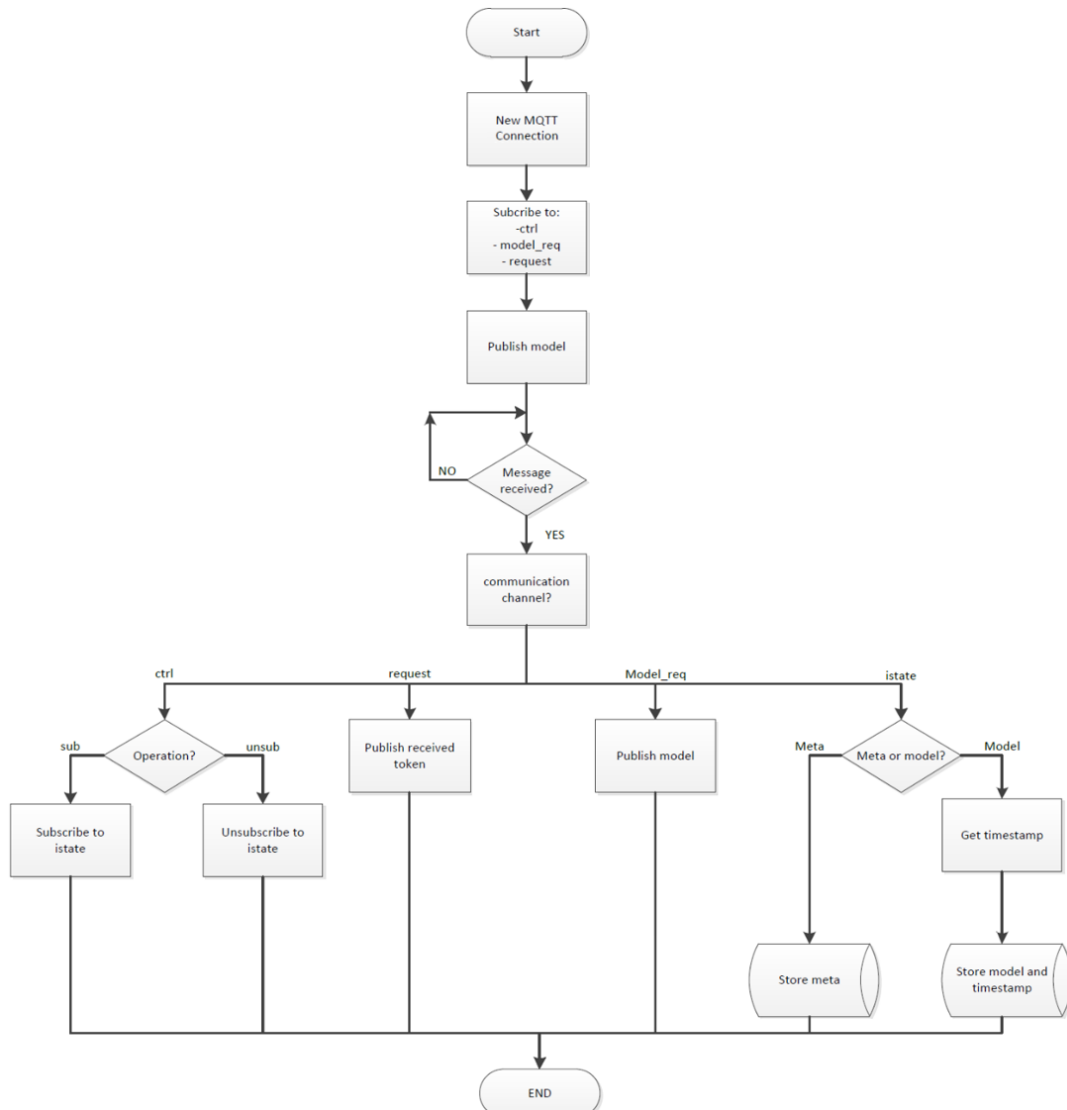 Start
New MQTT
Connection
Subcribe to:
-ctrl
- model_req
- request
Publish model
NO
Message
received?
YES
communication
channel?
ctrl
request
Model_req
istate
sub
Operation?
unsub
Publish received
token
Publish model
Meta
Meta or model?
Model
Subscribe to
istate
Unsubscribe to
istate
Get timestamp
Store meta
Store model and
timestamp
END